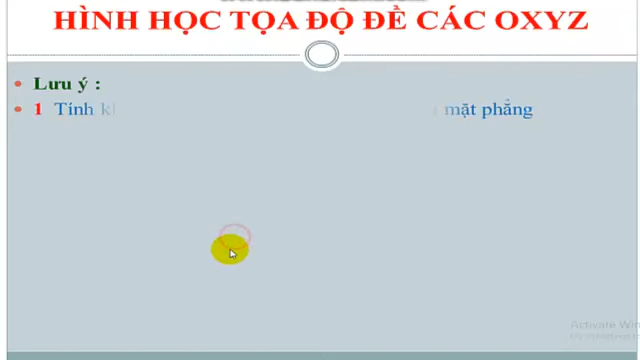 HÌNH HỌC TỌA ĐỘ ĐỀ CÁC OXYZ
Lưu ý :
1 Tính mặt phẳng
Activate Win